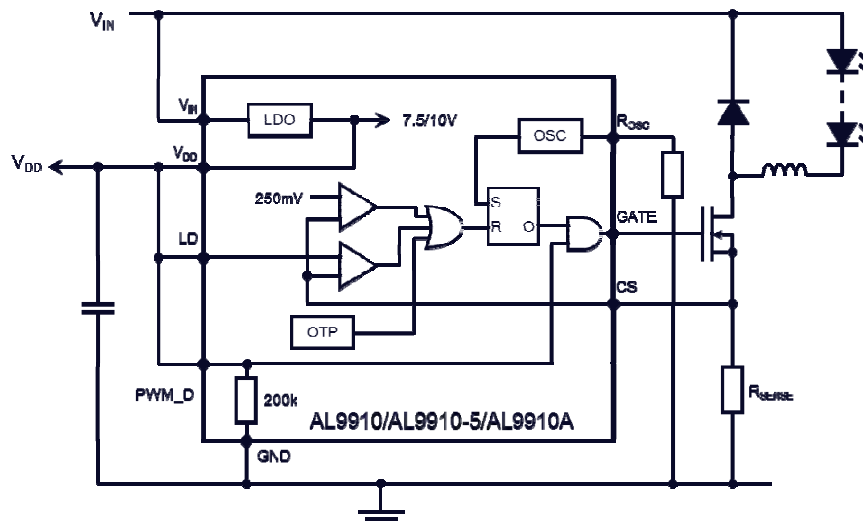 VIN
VIN
LDO
7.5/10V
ROSC
OSC
VDD
VDD
250mV
S
R
O
GATE
LD
CS
OTP
PWM_D
200k
RSENSE
AL9910/AL9910-5/AL9910A
GND